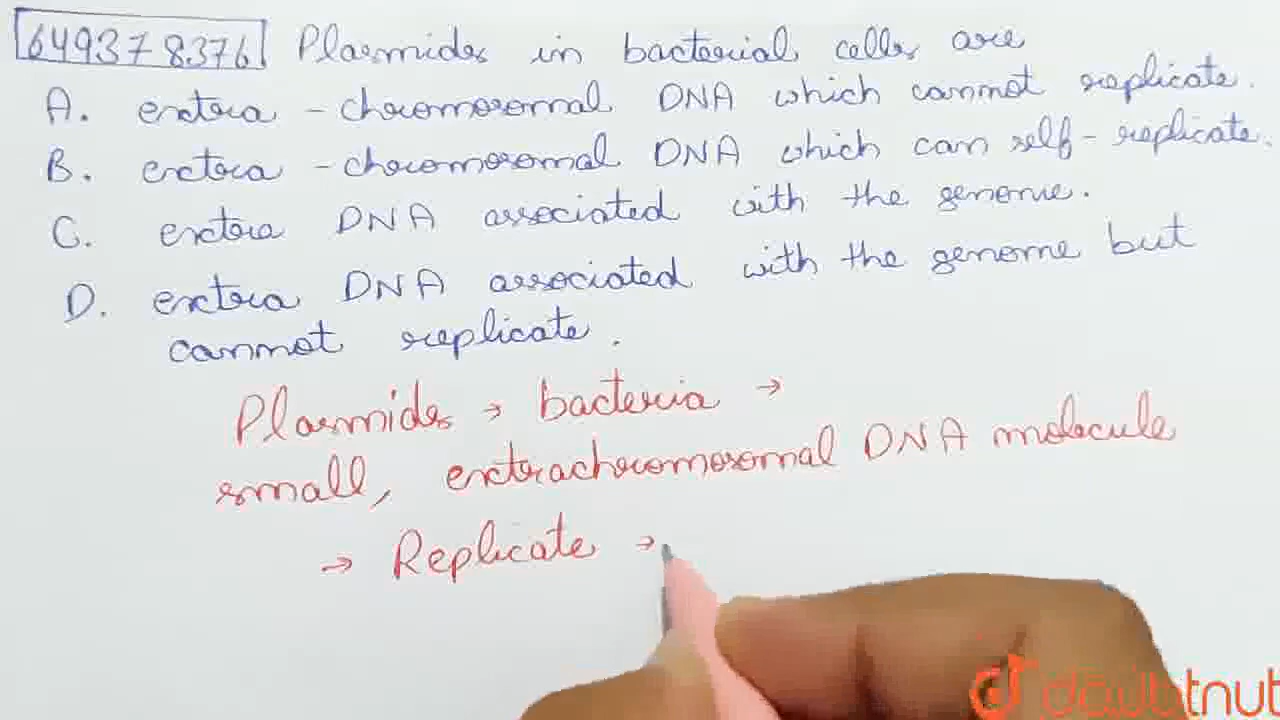 649378376 Plasmids in bacterial cells are
A. extra-chromosomal DNA which cannot replicate.
B. extra-chromosomal DNA which can self-replicate.
C. extra DNA associated with the genome.
D. extra DNA associated with the genome but
cannot replicate.
Plasmids → bacteria →
small, extrachromosomal DNA molecule
→ Replicate →
doubtnut